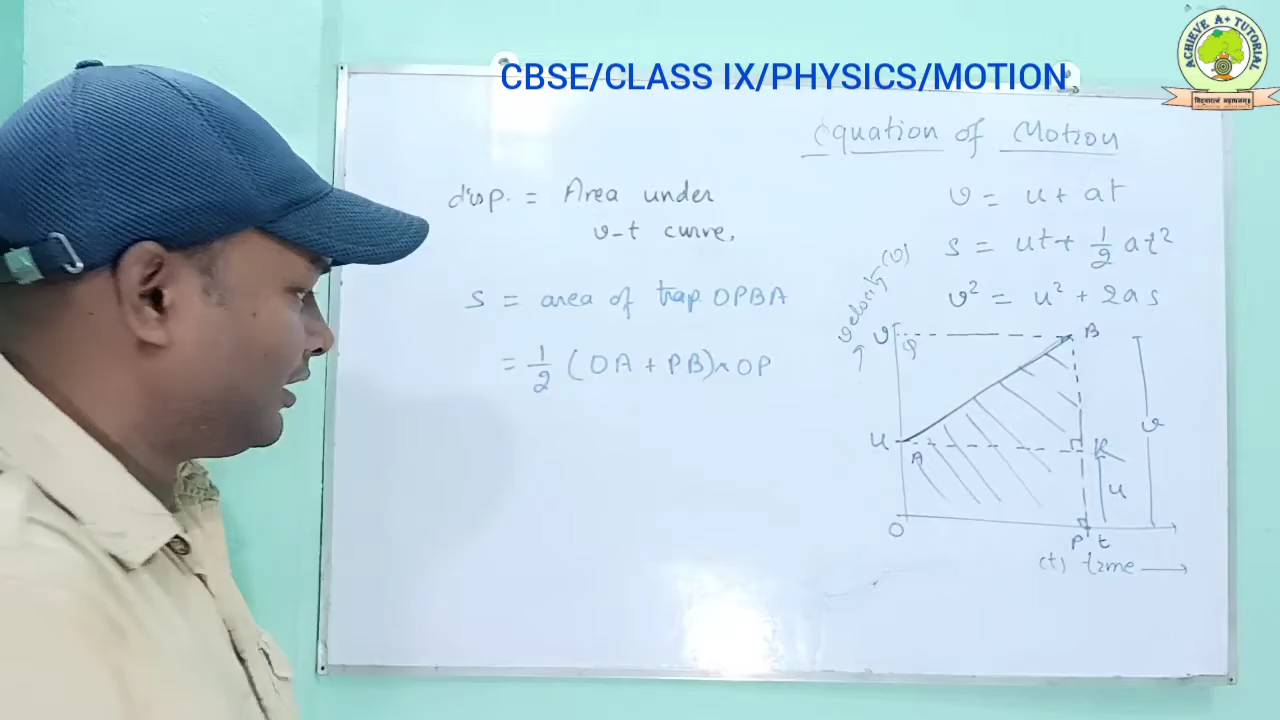 CBSE/CLASS IX/PHYSICS/MOTION
ACHIEVE A+ TUTORIAL
Equation of Motion
disp. = Area under
v-t curve,
s = area of trap. OPBA
= 1/2 (OA + PB) × OP
v = u + at
s = ut + 1/2 at²
v² = u² + 2as
velocity (v)
v
B
u
A
R
v
u
O
P
t
(t) time